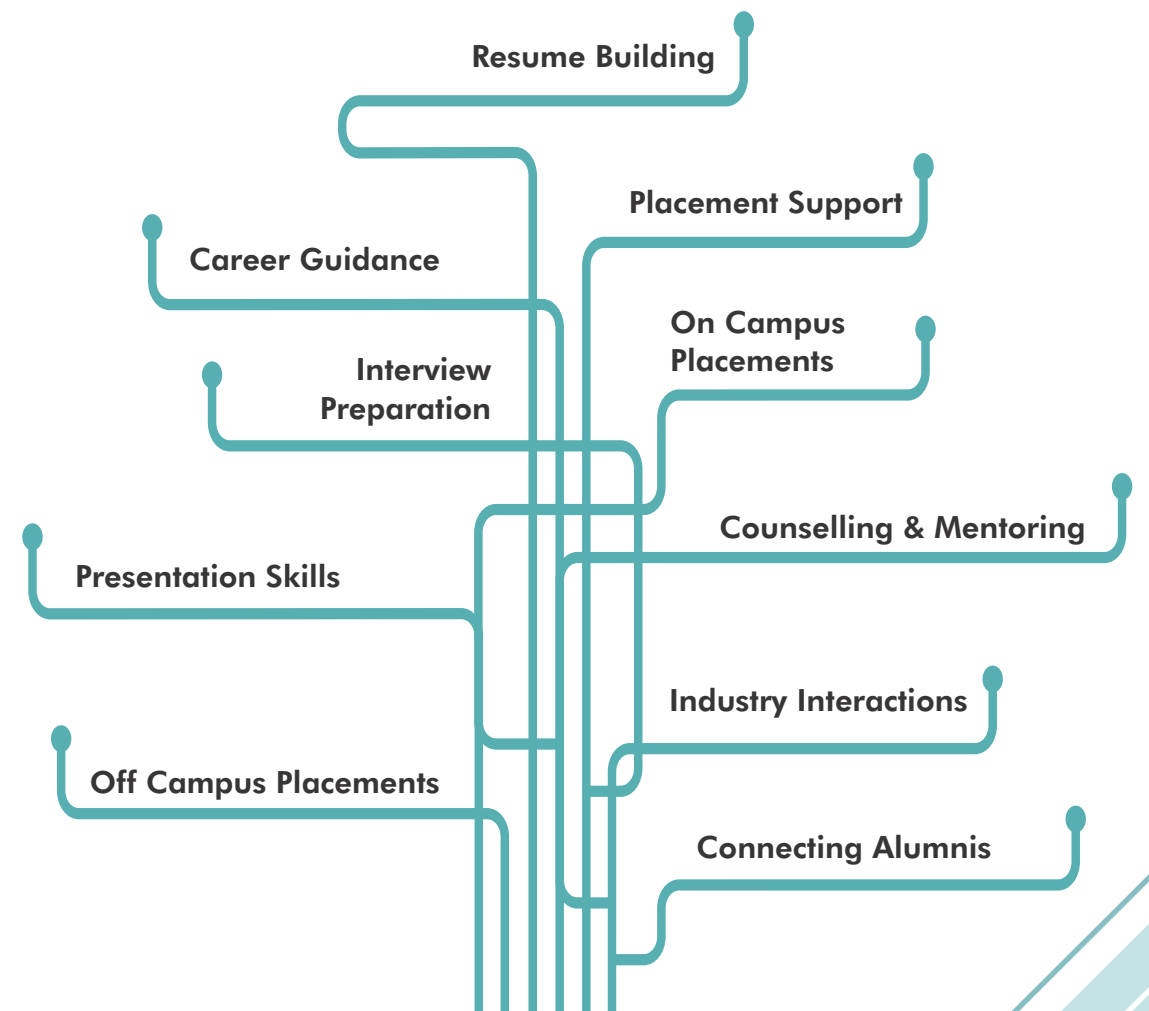 Resume Building
Placement Support
Career Guidance
On Campus
Placements
Interview
Preparation
Counselling & Mentoring
Presentation Skills
Industry Interactions
Off Campus Placements
Connecting Alumnis